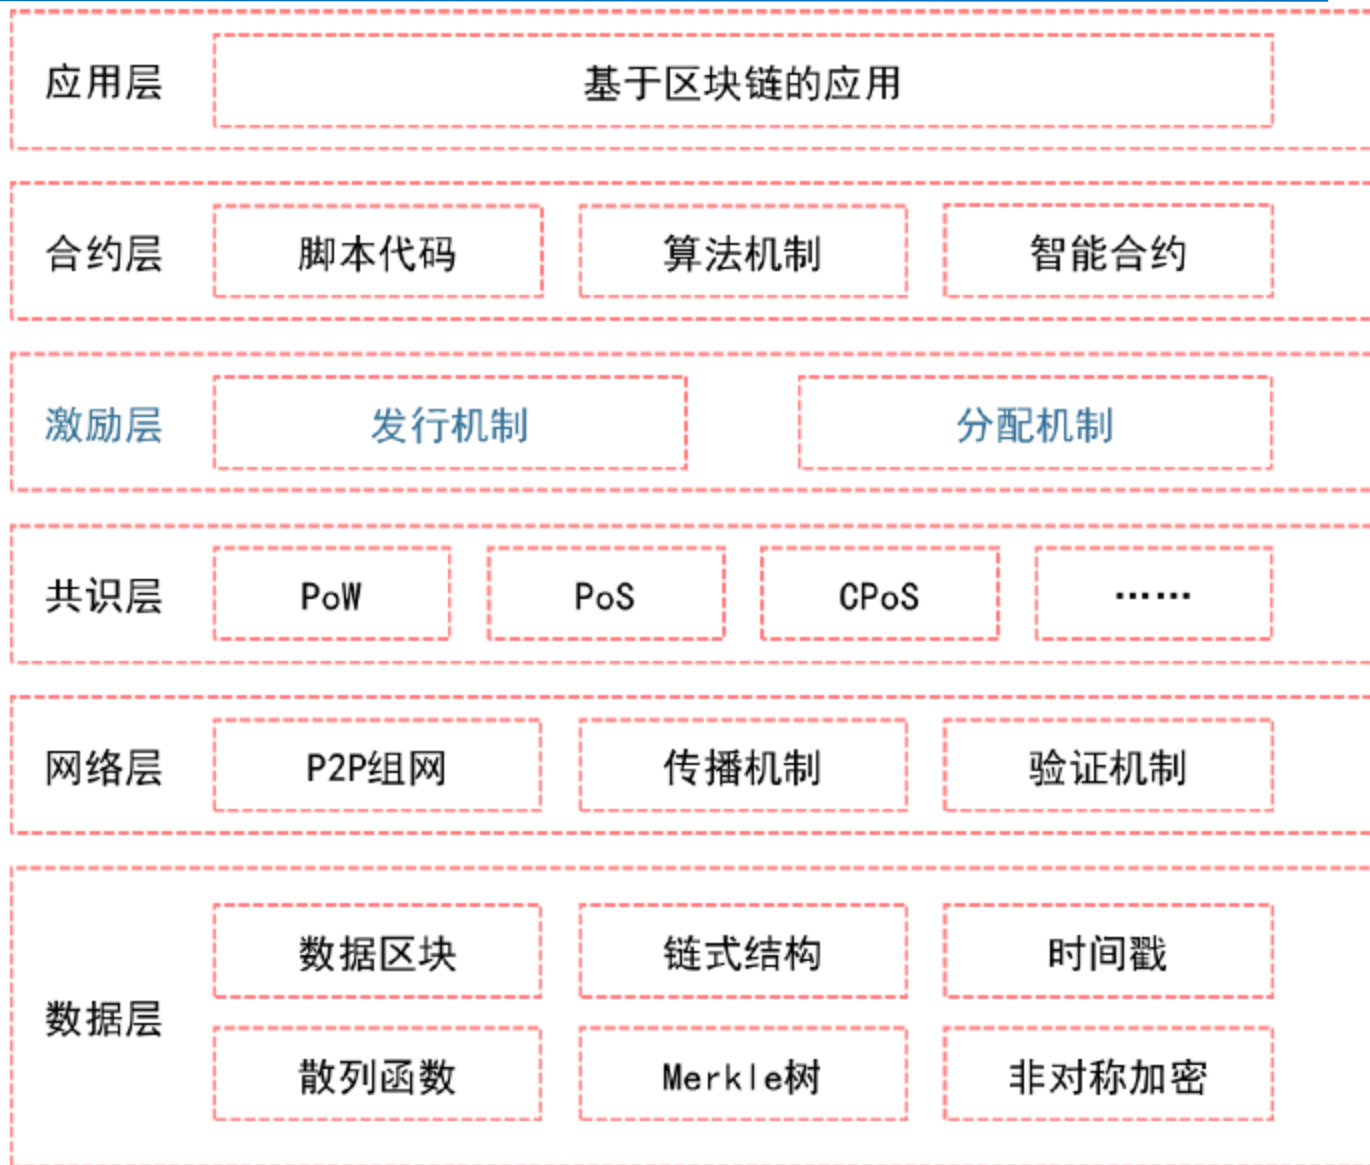 应用层 基于区块链的应用
合约层 脚本代码 算法机制 智能合约
激励层 发行机制 分配机制
共识层 PoW PoS CPoS ……
网络层 P2P组网 传播机制 验证机制
数据区块 链式结构 时间戳
数据层
散列函数 Merkle树 非对称加密